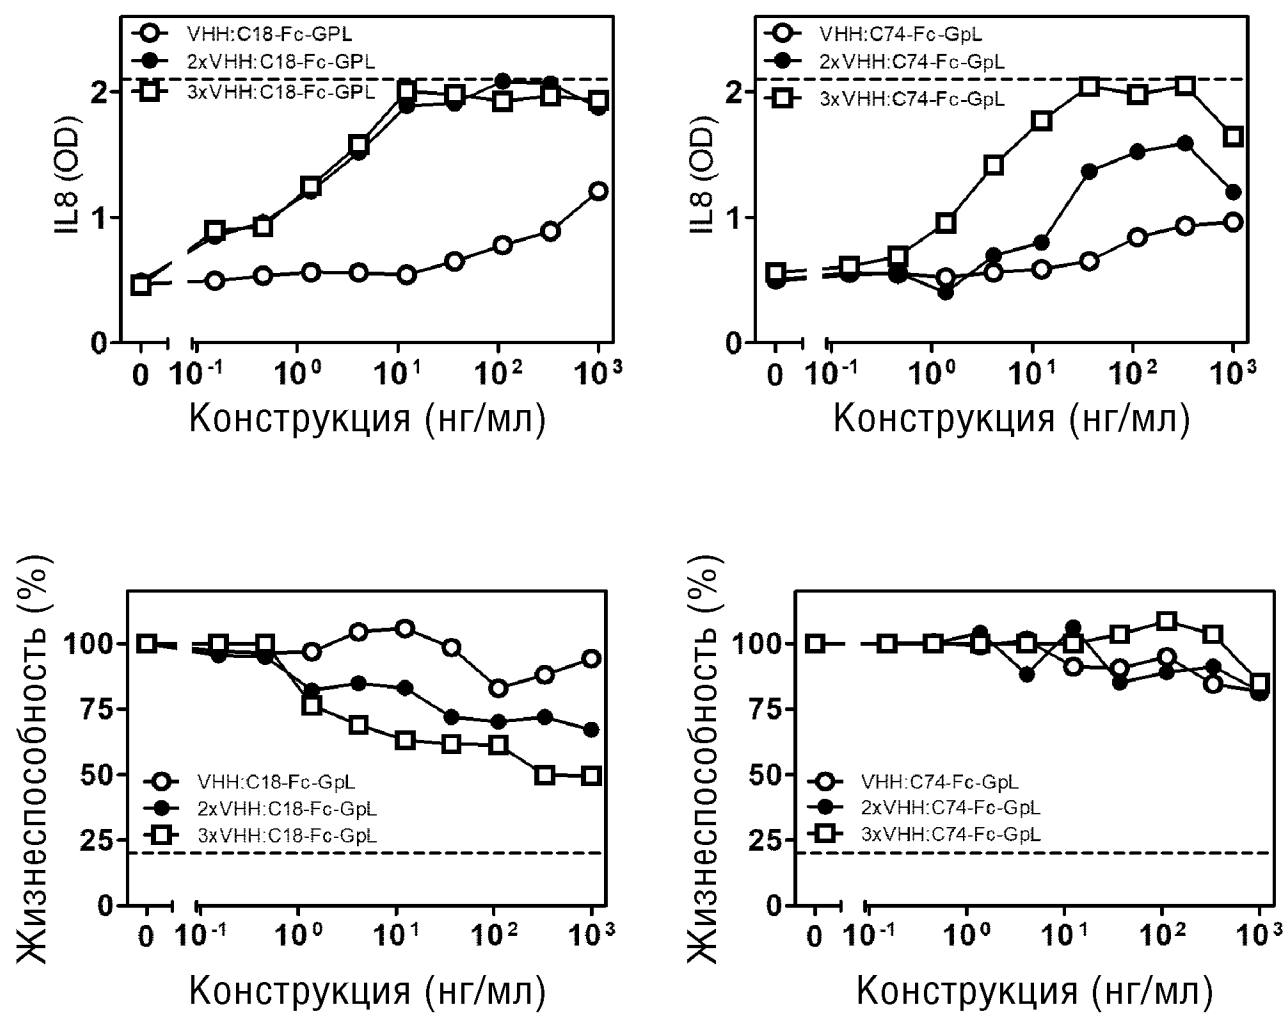 VHH:C18-Fc-GPL
2xVHH:C18-Fc-GPL
3xVHH:C18-Fc-GPL
IL8 (OD)
2
1
0
0 10⁻¹ 10⁰ 10¹ 10² 10³
Конструкция (нг/мл)
VHH:C74-Fc-GpL
2xVHH:C74-Fc-GpL
3xVHH:C74-Fc-GpL
IL8 (OD)
2
1
0
0 10⁻¹ 10⁰ 10¹ 10² 10³
Конструкция (нг/мл)
Жизнеспособность (%)
100
75
50
25
0
VHH:C18-Fc-GpL
2xVHH:C18-Fc-GpL
3xVHH:C18-Fc-GpL
0 10⁻¹ 10⁰ 10¹ 10² 10³
Конструкция (нг/мл)
Жизнеспособность (%)
100
75
50
25
0
VHH:C74-Fc-GpL
2xVHH:C74-Fc-GpL
3xVHH:C74-Fc-GpL
0 10⁻¹ 10⁰ 10¹ 10² 10³
Конструкция (нг/мл)